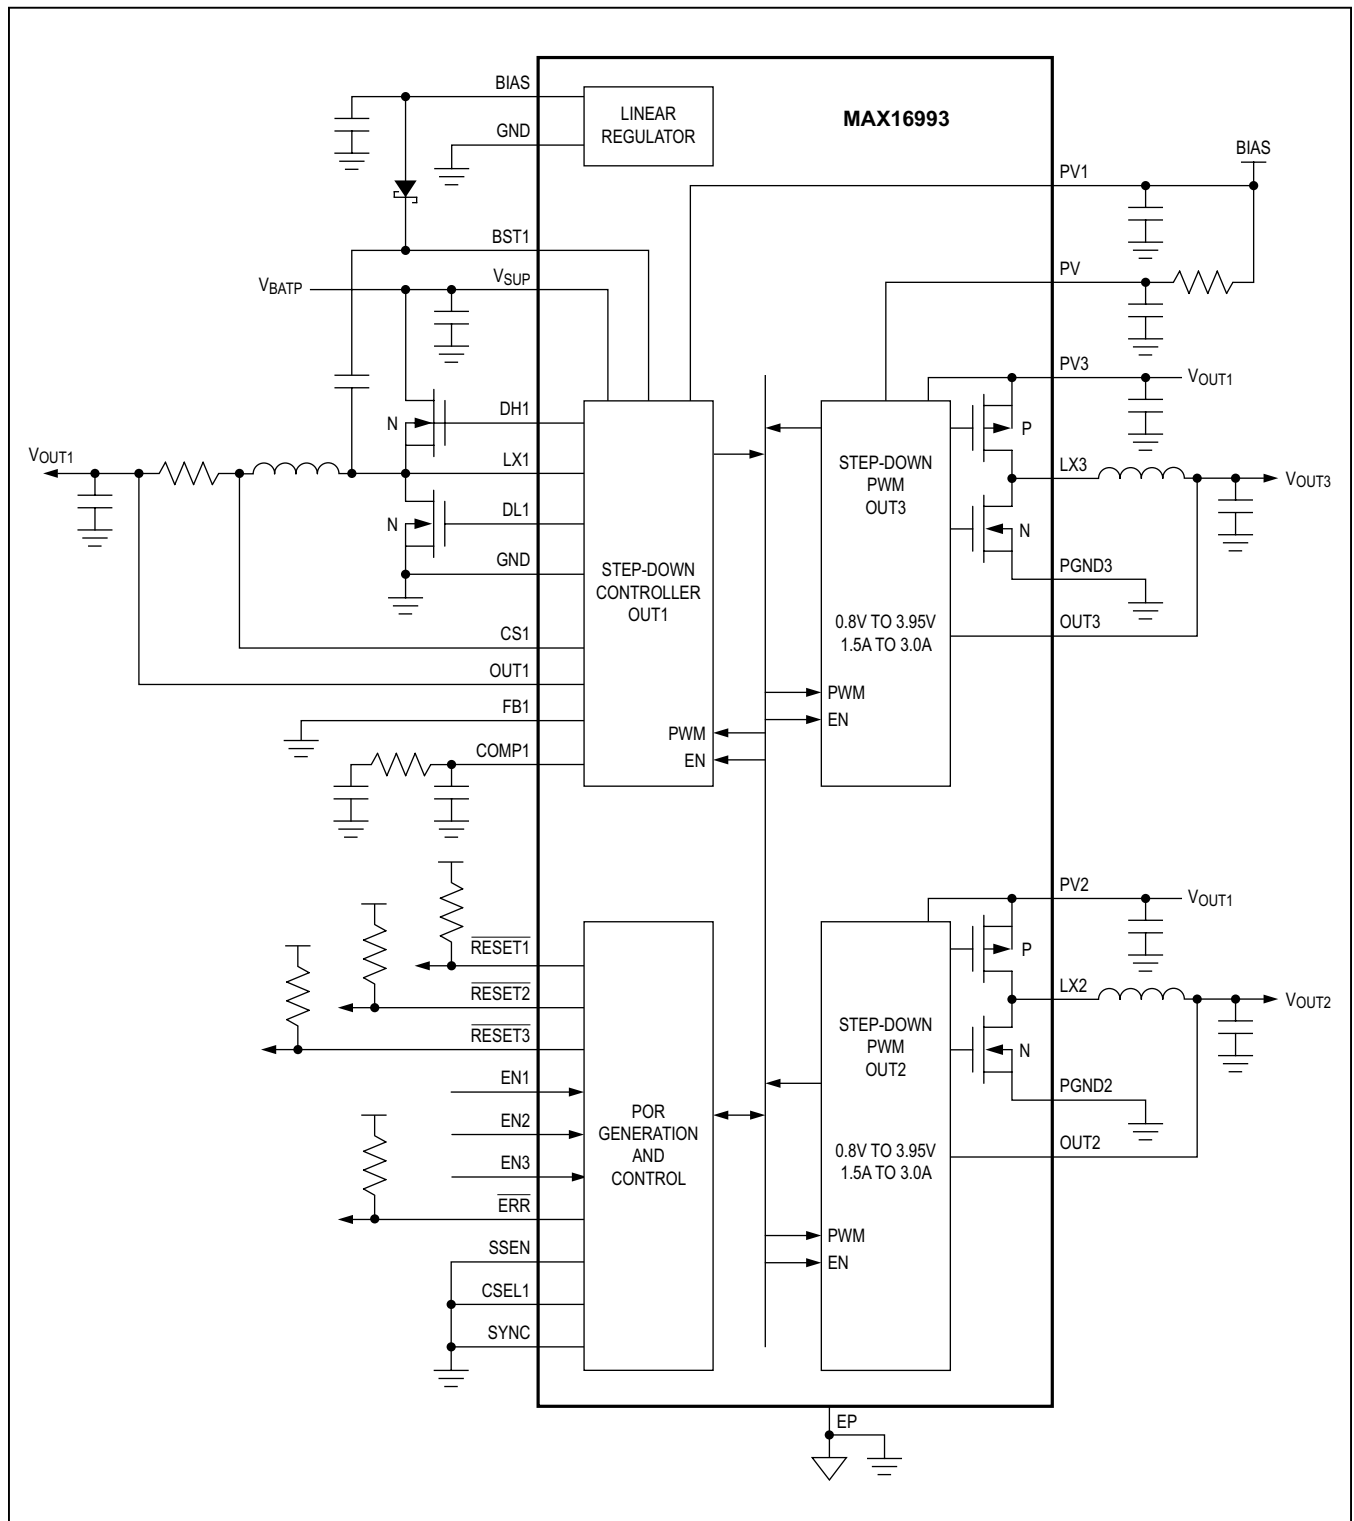 MAX16993
BIAS
LINEAR
REGULATOR
GND
BIAS
PV1
BST1
VBATP
VSUP
PV
PV3
VOUT1
DH1
N
P
VOUT1
LX1
STEP-DOWN
PWM
OUT3
LX3
VOUT3
DL1
N
N
GND
STEP-DOWN
CONTROLLER
OUT1
PGND3
0.8V TO 3.95V
1.5A TO 3.0A
OUT3
CS1
OUT1
FB1
PWM
EN
PWM
EN
COMP1
PV2
VOUT1
RESET1
P
RESET2
LX2
VOUT2
RESET3
STEP-DOWN
PWM
OUT2
N
EN1
PGND2
EN2
POR
GENERATION
AND
CONTROL
EN3
0.8V TO 3.95V
1.5A TO 3.0A
OUT2
ERR
PWM
EN
SSEN
CSEL1
SYNC
EP